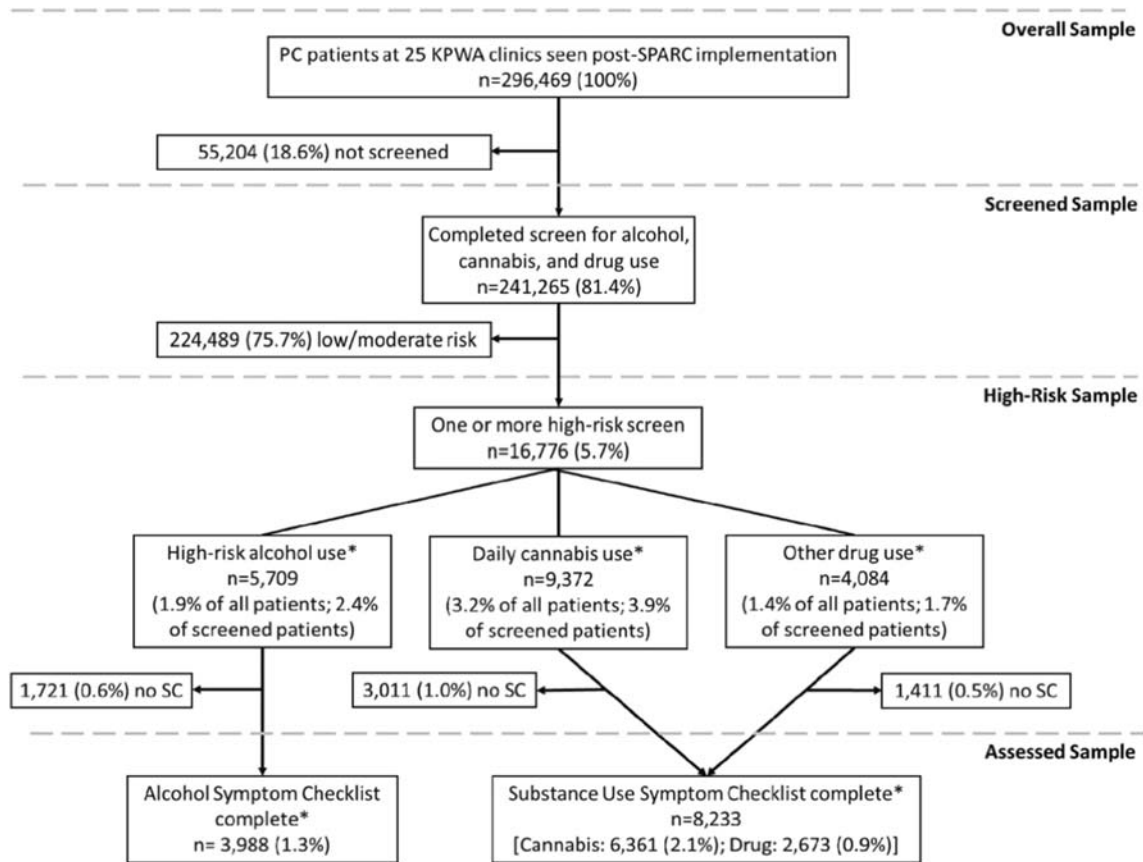 Overall Sample
PC patients at 25 KPWA clinics seen post-SPARC implementation
n=296,469 (100%)
55,204 (18.6%) not screened
Screened Sample
Completed screen for alcohol,
cannabis, and drug use
n=241,265 (81.4%)
224,489 (75.7%) low/moderate risk
High-Risk Sample
One or more high-risk screen
n=16,776 (5.7%)
High-risk alcohol use*
n=5,709
(1.9% of all patients; 2.4%
of screened patients)
Daily cannabis use*
n=9,372
(3.2% of all patients; 3.9%
of screened patients)
Other drug use*
n=4,084
(1.4% of all patients; 1.7%
of screened patients)
1,721 (0.6%) no SC
3,011 (1.0%) no SC
1,411 (0.5%) no SC
Assessed Sample
Alcohol Symptom Checklist
complete*
n= 3,988 (1.3%)
Substance Use Symptom Checklist complete*
n=8,233
[Cannabis: 6,361 (2.1%); Drug: 2,673 (0.9%)]